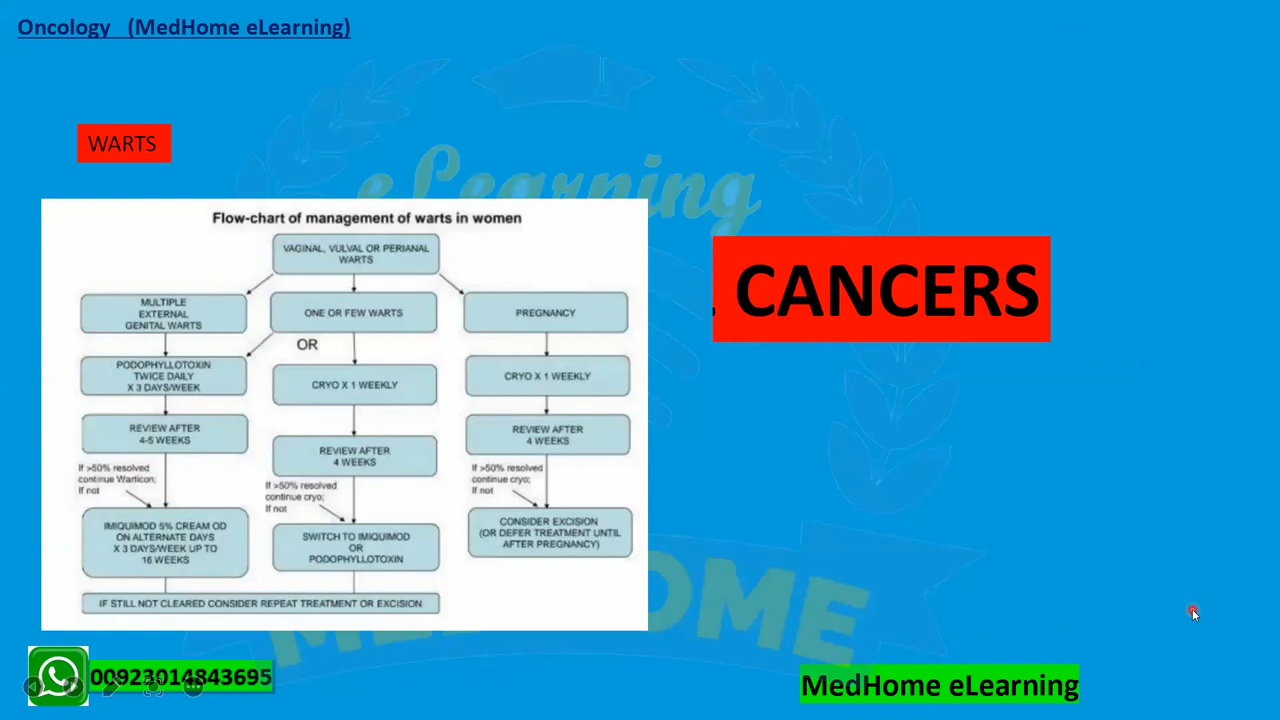 Oncology (MedHome eLearning)
WARTS
eLearning
Flow-chart of management of warts in women
VAGINAL, VULVAL OR PERIANAL
WARTS
MULTIPLE
EXTERNAL
GENITAL WARTS
ONE OR FEW WARTS
PREGNANCY
OR
PODOPHYLLOTOXIN
TWICE DAILY
X 3 DAYS/WEEK
CRYO X 1 WEEKLY
CRYO X 1 WEEKLY
REVIEW AFTER
4-5 WEEKS
REVIEW AFTER
4 WEEKS
REVIEW AFTER
4 WEEKS
If >50% resolved
continue Warticon;
If not
If >50% resolved
continue cryo;
If not
If >50% resolved
continue cryo;
If not
IMIQUIMOD 5% CREAM OD
ON ALTERNATE DAYS
X 3 DAYS/WEEK UP TO
16 WEEKS
SWITCH TO IMIQUIMOD
OR
PODOPHYLLOTOXIN
CONSIDER EXCISION
(OR DEFER TREATMENT UNTIL
AFTER PREGNANCY)
IF STILL NOT CLEARED CONSIDER REPEAT TREATMENT OR EXCISION
CANCERS
00923014843695
MedHome eLearning